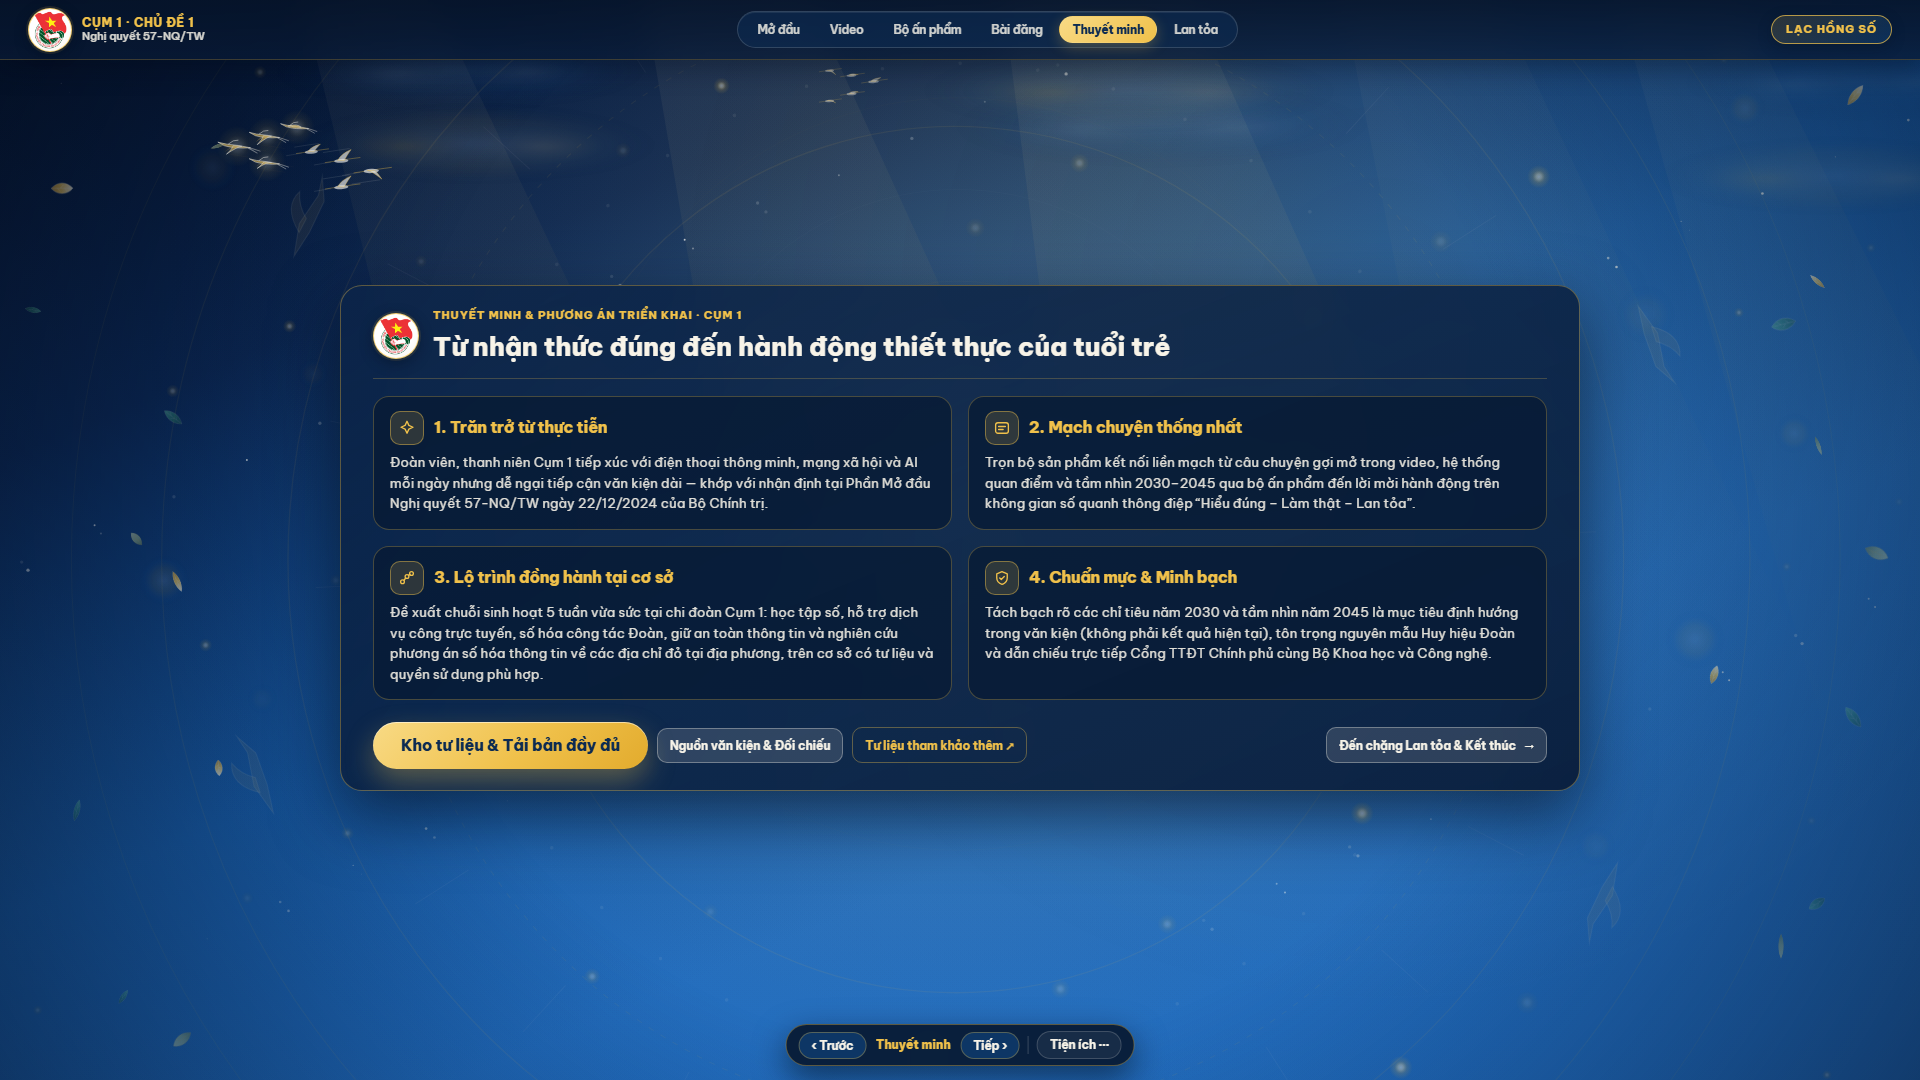 CỤM 1 · CHỦ ĐỀ 1
Nghị quyết 57-NQ/TW
Mở đầu
Video
Bộ ấn phẩm
Bài đăng
Thuyết minh
Lan tỏa
LẠC HỒNG SỐ
THUYẾT MINH & PHƯƠNG ÁN TRIỂN KHAI · CỤM 1
Từ nhận thức đúng đến hành động thiết thực của tuổi trẻ
1. Trăn trở từ thực tiễn
Đoàn viên, thanh niên Cụm 1 tiếp xúc với điện thoại thông minh, mạng xã hội và AI
mỗi ngày nhưng dễ ngại tiếp cận văn kiện dài — khớp với nhận định tại Phần Mở đầu
Nghị quyết 57-NQ/TW ngày 22/12/2024 của Bộ Chính trị.
2. Mạch chuyện thống nhất
Trọn bộ sản phẩm kết nối liền mạch từ câu chuyện gợi mở trong video, hệ thống
quan điểm và tầm nhìn 2030–2045 qua bộ ấn phẩm đến lời mời hành động trên
không gian số quanh thông điệp “Hiểu đúng – Làm thật – Lan tỏa”.
3. Lộ trình đồng hành tại cơ sở
Đề xuất chuỗi sinh hoạt 5 tuần vừa sức tại chi đoàn Cụm 1: học tập số, hỗ trợ dịch
vụ công trực tuyến, số hóa công tác Đoàn, giữ an toàn thông tin và nghiên cứu
phương án số hóa thông tin về các địa chỉ đỏ tại địa phương, trên cơ sở có tư liệu và
quyền sử dụng phù hợp.
4. Chuẩn mực & Minh bạch
Tách bạch rõ các chỉ tiêu năm 2030 và tầm nhìn năm 2045 là mục tiêu định hướng
trong văn kiện (không phải kết quả hiện tại), tôn trọng nguyên mẫu Huy hiệu Đoàn
và dẫn chiếu trực tiếp Cổng TTĐT Chính phủ cùng Bộ Khoa học và Công nghệ.
Kho tư liệu & Tải bản đầy đủ
Nguồn văn kiện & Đối chiếu
Tư liệu tham khảo thêm ↗
Đến chặng Lan tỏa & Kết thúc →
‹ Trước
Thuyết minh
Tiếp ›
Tiện ích ···